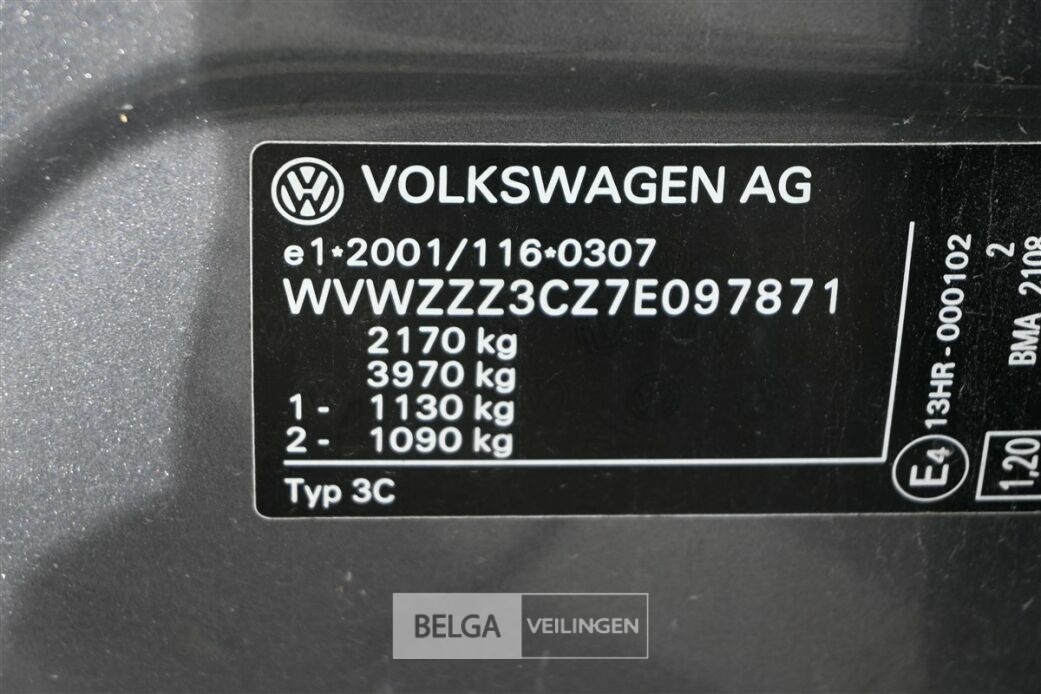 VOLKSWAGEN AG
e1*2001/116*0307
WVWZZZ3CZ7E097871
2170 kg
3970 kg
1 - 1130 kg
2 - 1090 kg
Typ 3C
E4 13HR-000102
2
BMA 2108
1,20
BELGA VEILINGEN